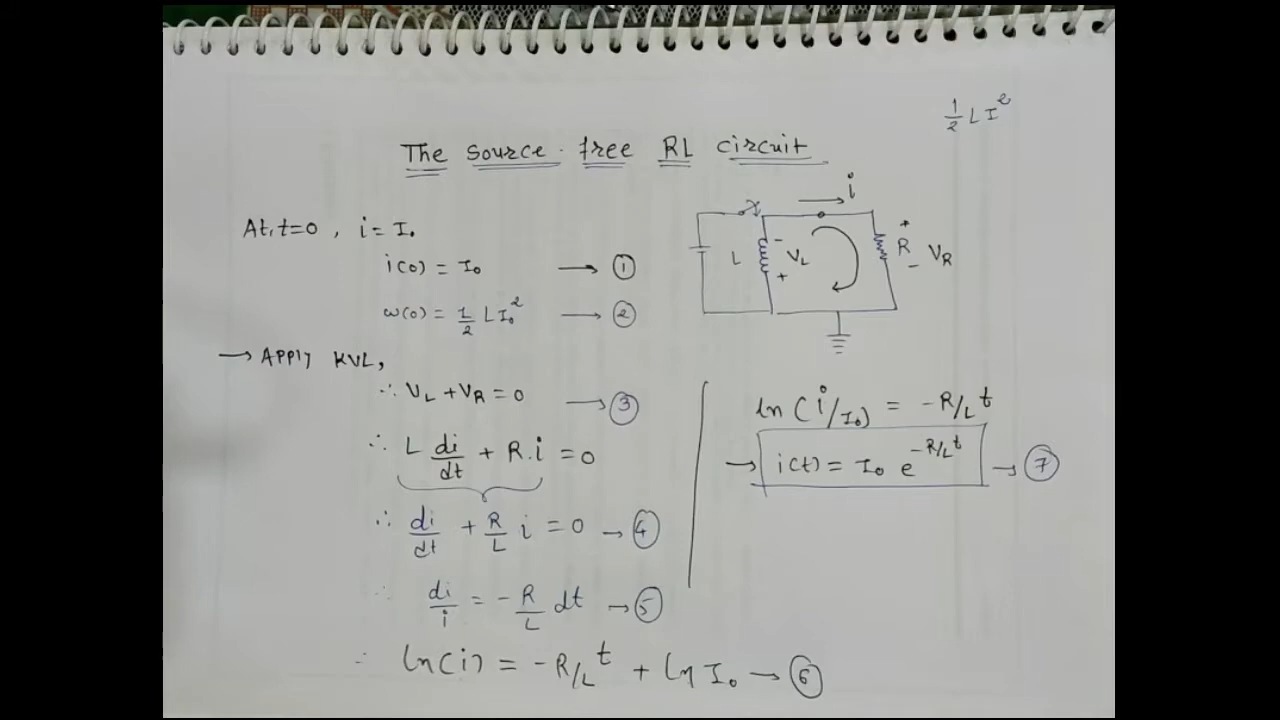 1/2 LI²
The source-free RL circuit
At, t=0, i = I₀
i(0) = I₀ → ①
ω(0) = 1/2 LI₀² → ②
→ Apply KVL,
∴ VL + VR = 0 → ③
∴ L di/dt + R.i = 0
∴ di/dt + R/L i = 0 → ④
∴ di/i = -R/L dt → ⑤
∴ ln(i) = -R/L t + ln I₀ → ⑥
i
L - VL +
+ R - VR
ln(i/I₀) = -R/L t
→ i(t) = I₀ e^(-R/L t) → ⑦